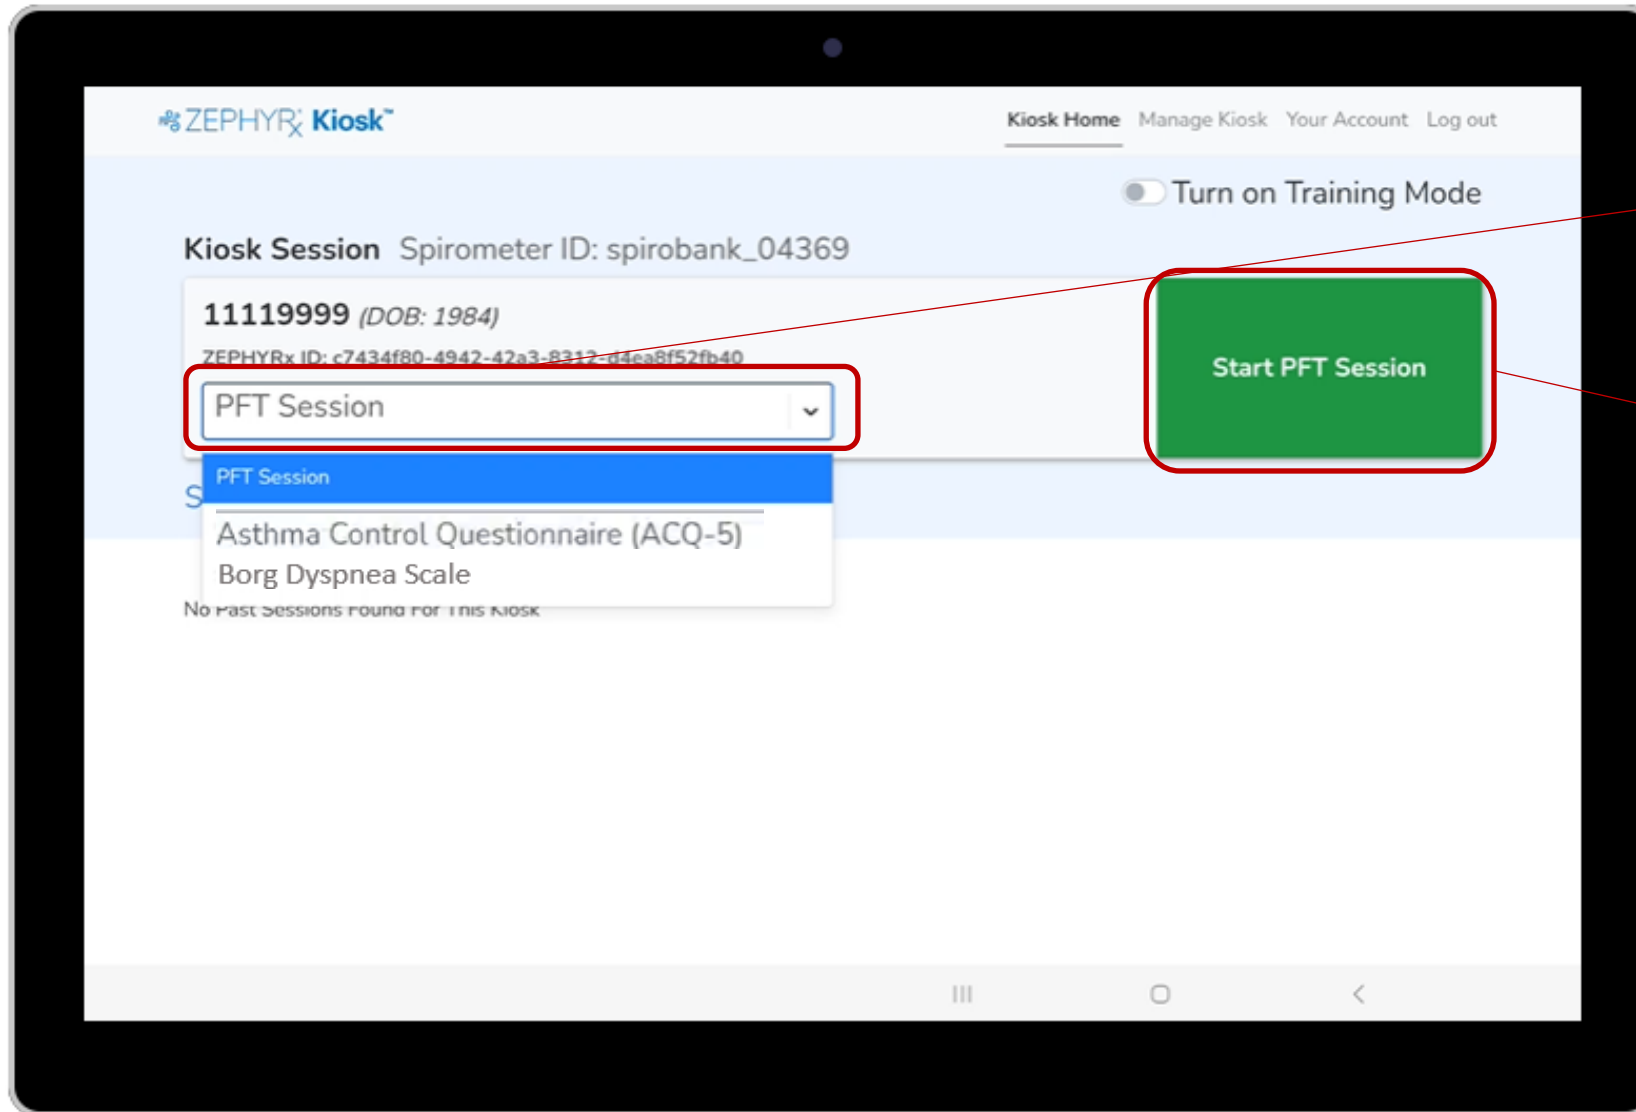 ZEPHYRx Kiosk™
Kiosk Home Manage Kiosk Your Account Log out
Turn on Training Mode
Kiosk Session Spirometer ID: spirobank_04369
11119999 (DOB: 1984)
ZEPHYRx ID: c7434f80-4942-42a3-8312-d4ea8f52fb40
PFT Session
Start PFT Session
PFT Session
S
Asthma Control Questionnaire (ACQ-5)
Borg Dyspnea Scale
No Past Sessions Found For This Kiosk